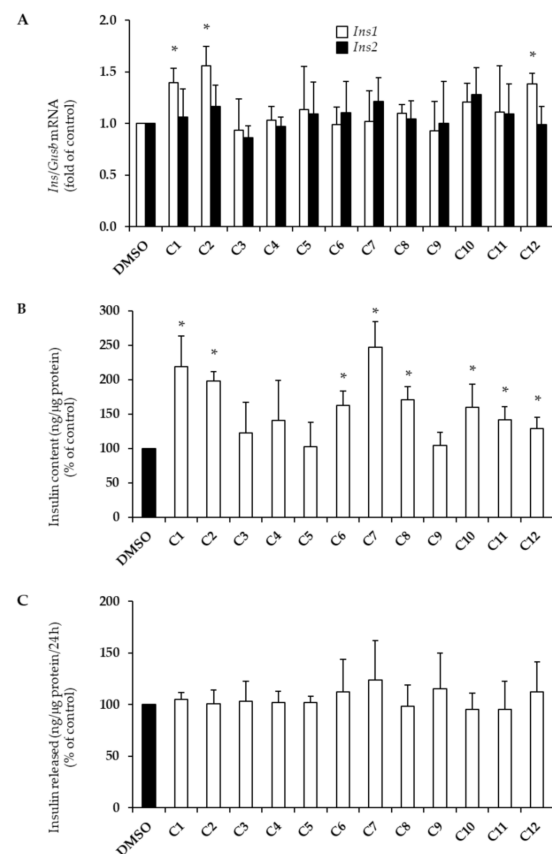 A
Ins1
Ins2
Ins/Gusb mRNA
(fold of control)
2.0
1.5
1.0
0.5
0.0
* * *
DMSO C1 C2 C3 C4 C5 C6 C7 C8 C9 C10 C11 C12
B
Insulin content (ng/µg protein)
(% of control)
300
250
200
150
100
50
0
* * * * * * * *
DMSO C1 C2 C3 C4 C5 C6 C7 C8 C9 C10 C11 C12
C
Insulin released (ng/µg protein/24 h)
(% of control)
200
150
100
50
0
DMSO C1 C2 C3 C4 C5 C6 C7 C8 C9 C10 C11 C12